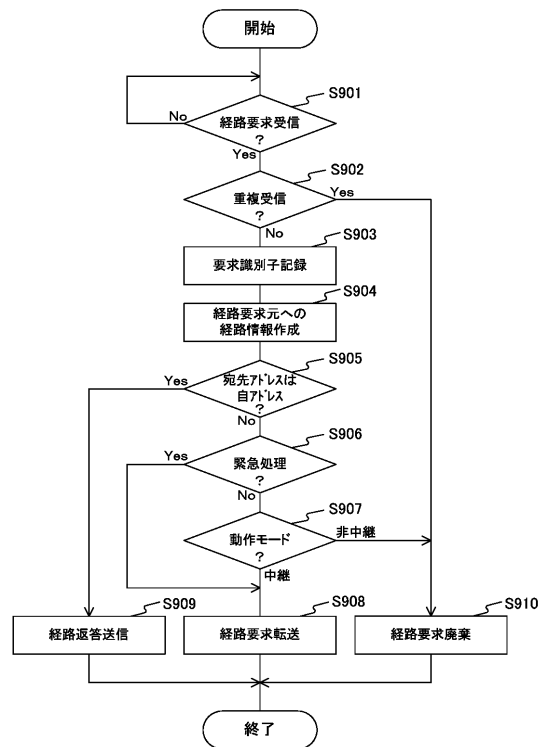 開始
S901
経路要求受信
?
No
Yes
S902
重複受信
?
Yes
No
S903
要求識別子記録
S904
経路要求元への
経路情報作成
S905
宛先アドレスは
自アドレス
?
Yes
No
S906
緊急処理
?
Yes
No
S907
動作モード
?
非中継
中継
S909
経路返答送信
S908
経路要求転送
S910
経路要求廃棄
終了